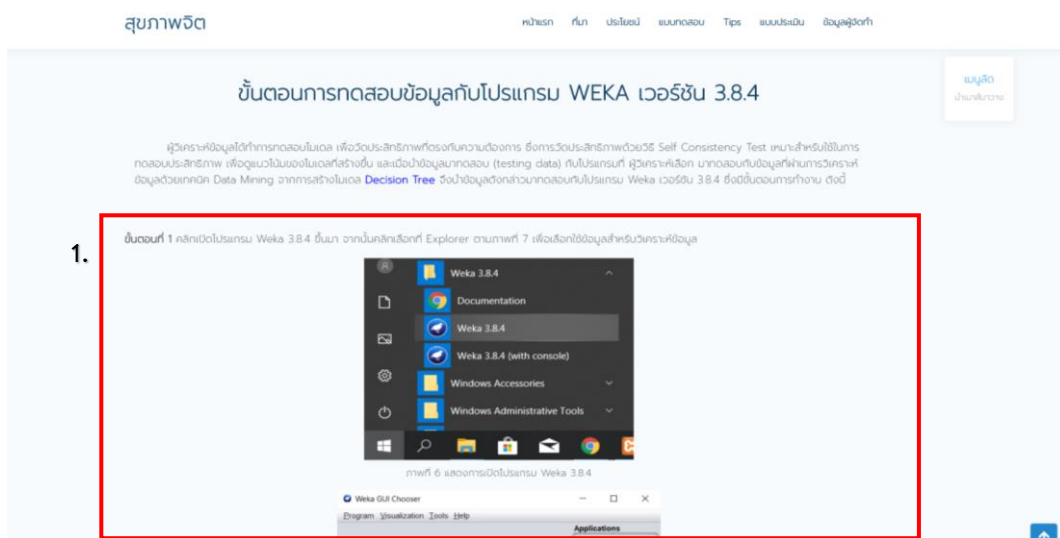 สุขภาพจิต
หน้าแรก ที่มา ประโยชน์ แบบทดสอบ Tips แบบประเมิน ข้อมูลผู้จัดทำ
เมนูลัด
ขั้นตอนการทดสอบข้อมูลกับโปรแกรม WEKA เวอร์ชัน 3.8.4
ผู้วิเคราะห์ข้อมูลได้ทำการทดสอบโมเดล เพื่อวัดประสิทธิภาพที่ตรงกับความต้องการ ซึ่งการวัดประสิทธิภาพด้วยวิธี Self Consistency Test เหมาะสำหรับใช้ในการ
ทดสอบประสิทธิภาพ เพื่อดูแนวโน้มของโมเดลที่สร้างขึ้น และเมื่อนำข้อมูลมาทดสอบ (testing data) กับโปรแกรมที่ ผู้วิเคราะห์เลือก มาทดสอบกับข้อมูลที่ผ่านการวิเคราะห์
ข้อมูลด้วยเทคนิค Data Mining จากการสร้างโมเดล Decision Tree จึงนำข้อมูลดังกล่าวมาทดสอบกับโปรแกรม Weka เวอร์ชัน 3.8.4 ซึ่งมีขั้นตอนการทำงาน ดังนี้
1.
ขั้นตอนที่ 1 คลิกเปิดโปรแกรม Weka 3.8.4 ขึ้นมา จากนั้นคลิกเลือกที่ Explorer ตามภาพที่ 7 เพื่อเลือกใช้ข้อมูลสำหรับวิเคราะห์ข้อมูล
Weka 3.8.4
Documentation
Weka 3.8.4
Weka 3.8.4 (with console)
Windows Accessories
Windows Administrative Tools
ภาพที่ 6 แสดงการเปิดโปรแกรม Weka 3.8.4
Weka GUI Chooser
Program Visualization Tools Help
Applications